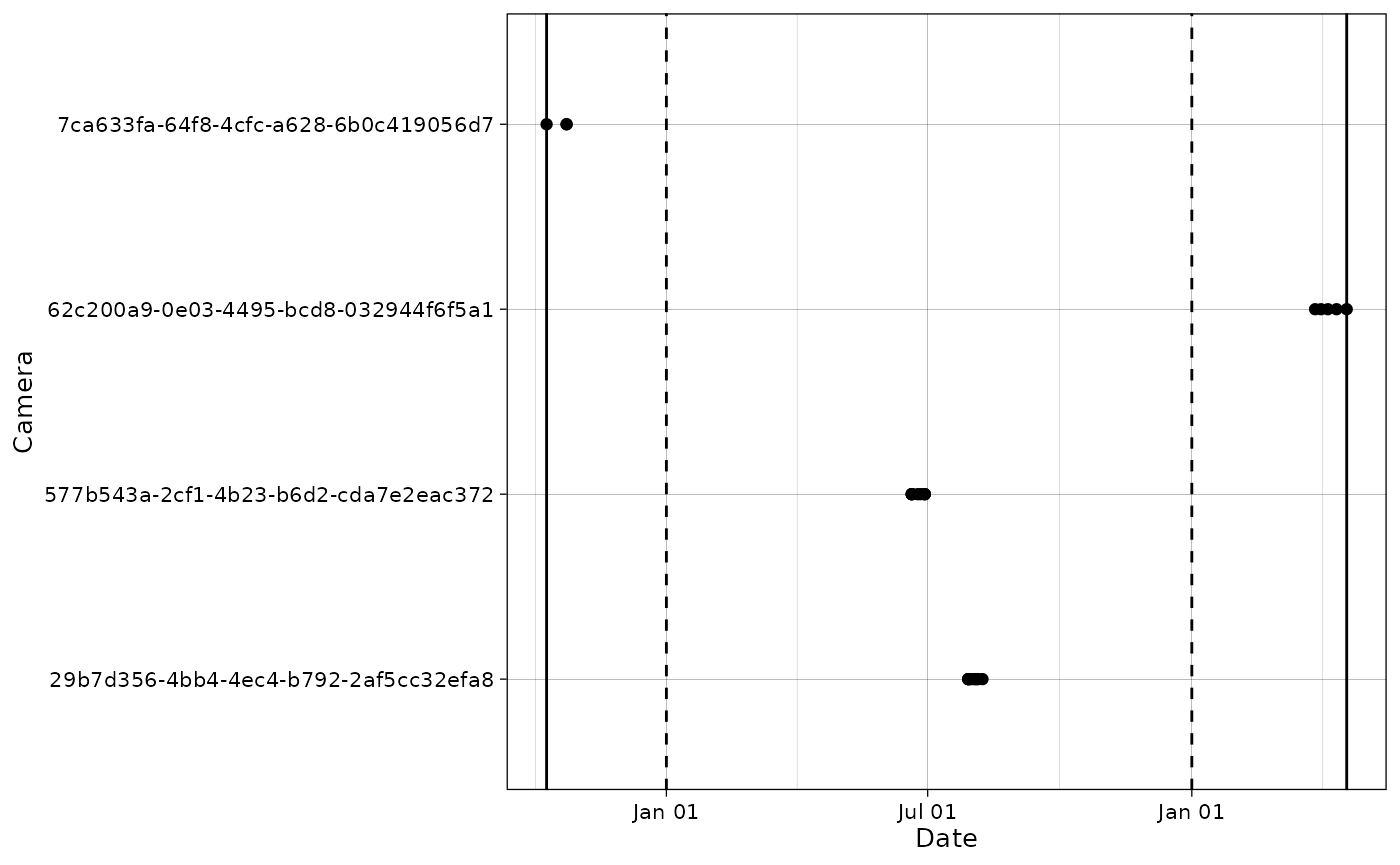 7ca633fa-64f8-4cfc-a628-6b0c419056d7
62c200a9-0e03-4495-bcd8-032944f6f5a1
577b543a-2cf1-4b23-b6d2-cda7e2eac372
29b7d356-4bb4-4ec4-b792-2af5cc32efa8
Camera
Jan 01
Jul 01
Jan 01
Date